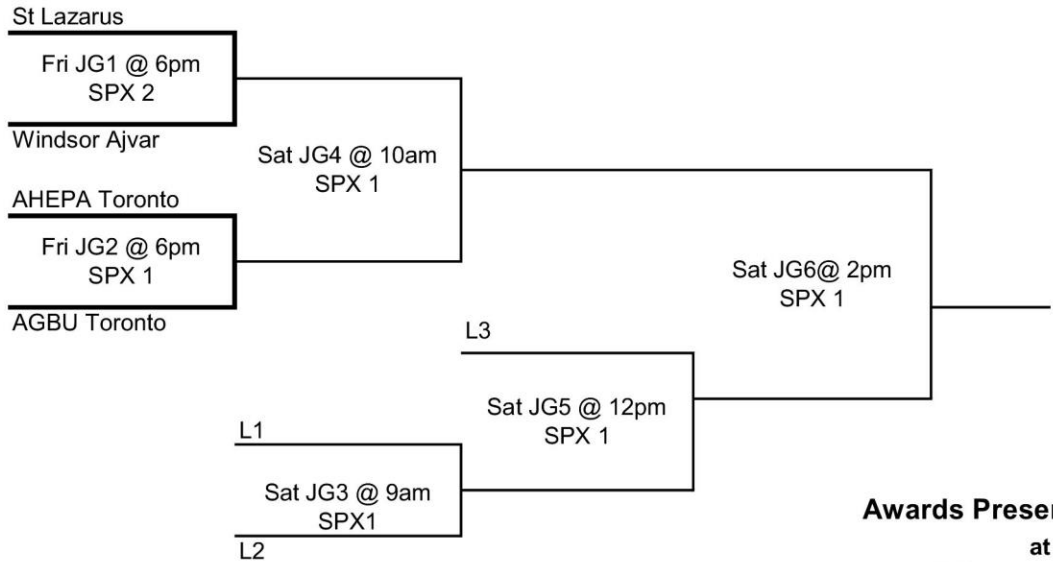 St Lazarus
Fri JG1 @ 6pm
SPX 2
Windsor Ajvar
Sat JG4 @ 10am
SPX 1
AHEPA Toronto
Fri JG2 @ 6pm
SPX 1
AGBU Toronto
Sat JG6@ 2pm
SPX 1
L3
Sat JG5 @ 12pm
SPX 1
L1
Sat JG3 @ 9am
SPX1
L2
Awards Presen
at